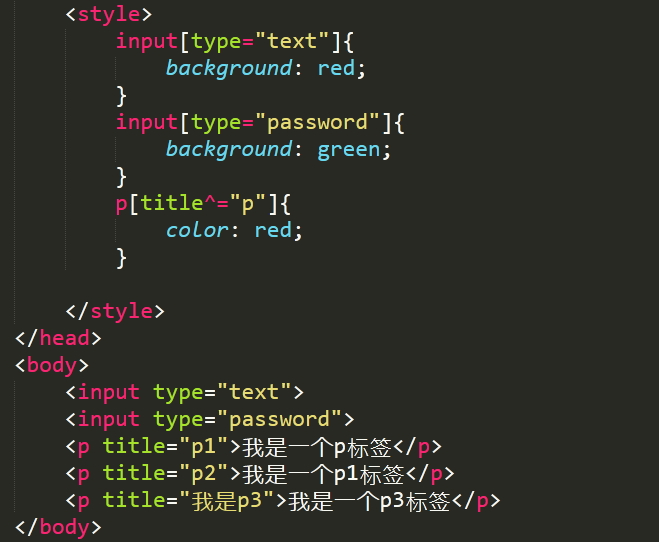 <style>
input[type="text"]{
background: red;
}
input[type="password"]{
background: green;
}
p[title^="p"]{
color: red;
}
</style>
</head>
<body>
<input type="text">
<input type="password">
<p title="p1">我是一个p标签</p>
<p title="p2">我是一个p1标签</p>
<p title="我是p3">我是一个p3标签</p>
</body>